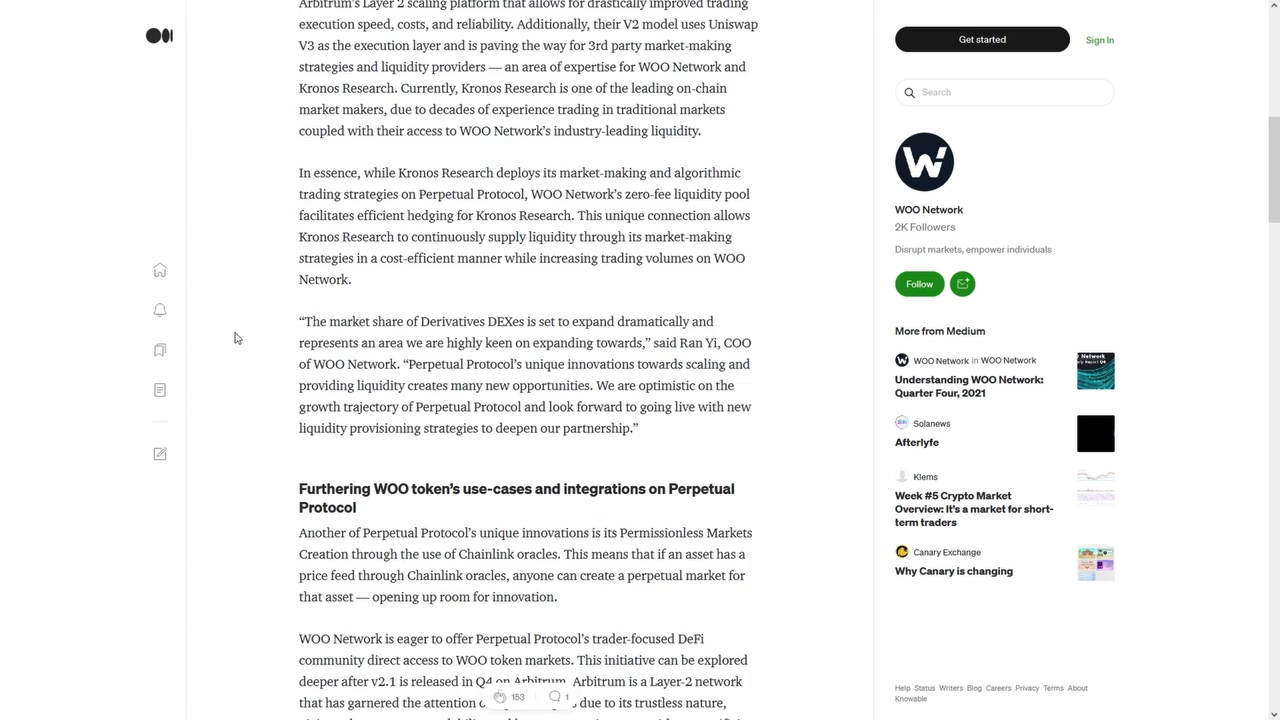 Arbitrum's Layer 2 scaling platform that allows for drastically improved trading
execution speed, costs, and reliability. Additionally, their V2 model uses Uniswap
V3 as the execution layer and is paving the way for 3rd party market-making
strategies and liquidity providers — an area of expertise for WOO Network and
Kronos Research. Currently, Kronos Research is one of the leading on-chain
market makers, due to decades of experience trading in traditional markets
coupled with their access to WOO Network's industry-leading liquidity.
In essence, while Kronos Research deploys its market-making and algorithmic
trading strategies on Perpetual Protocol, WOO Network's zero-fee liquidity pool
facilitates efficient hedging for Kronos Research. This unique connection allows
Kronos Research to continuously supply liquidity through its market-making
strategies in a cost-efficient manner while increasing trading volumes on WOO
Network.
“The market share of Derivatives DEXes is set to expand dramatically and
represents an area we are highly keen on expanding towards,” said Ran Yi, COO
of WOO Network. “Perpetual Protocol's unique innovations towards scaling and
providing liquidity creates many new opportunities. We are optimistic on the
growth trajectory of Perpetual Protocol and look forward to going live with new
liquidity provisioning strategies to deepen our partnership.”
Furthering WOO token's use-cases and integrations on Perpetual
Protocol
Another of Perpetual Protocol's unique innovations is its Permissionless Markets
Creation through the use of Chainlink oracles. This means that if an asset has a
price feed through Chainlink oracles, anyone can create a perpetual market for
that asset — opening up room for innovation.
WOO Network is eager to offer Perpetual Protocol's trader-focused DeFi
community direct access to WOO token markets. This initiative can be explored
deeper after v2.1 is released in Q4 on Arbitrum. Arbitrum is a Layer-2 network
that has garnered the attention due to its trustless nature,
153
1
Get started
Sign In
Search
W
WOO Network
2K Followers
Disrupt markets, empower individuals
Follow
More from Medium
WOO Network in WOO Network
Understanding WOO Network:
Quarter Four, 2021
Solanews
Afterlyfe
Klems
Week #5 Crypto Market
Overview: It's a market for short-
term traders
Canary Exchange
Why Canary is changing
Help Status Writers Blog Careers Privacy Terms About
Knowable